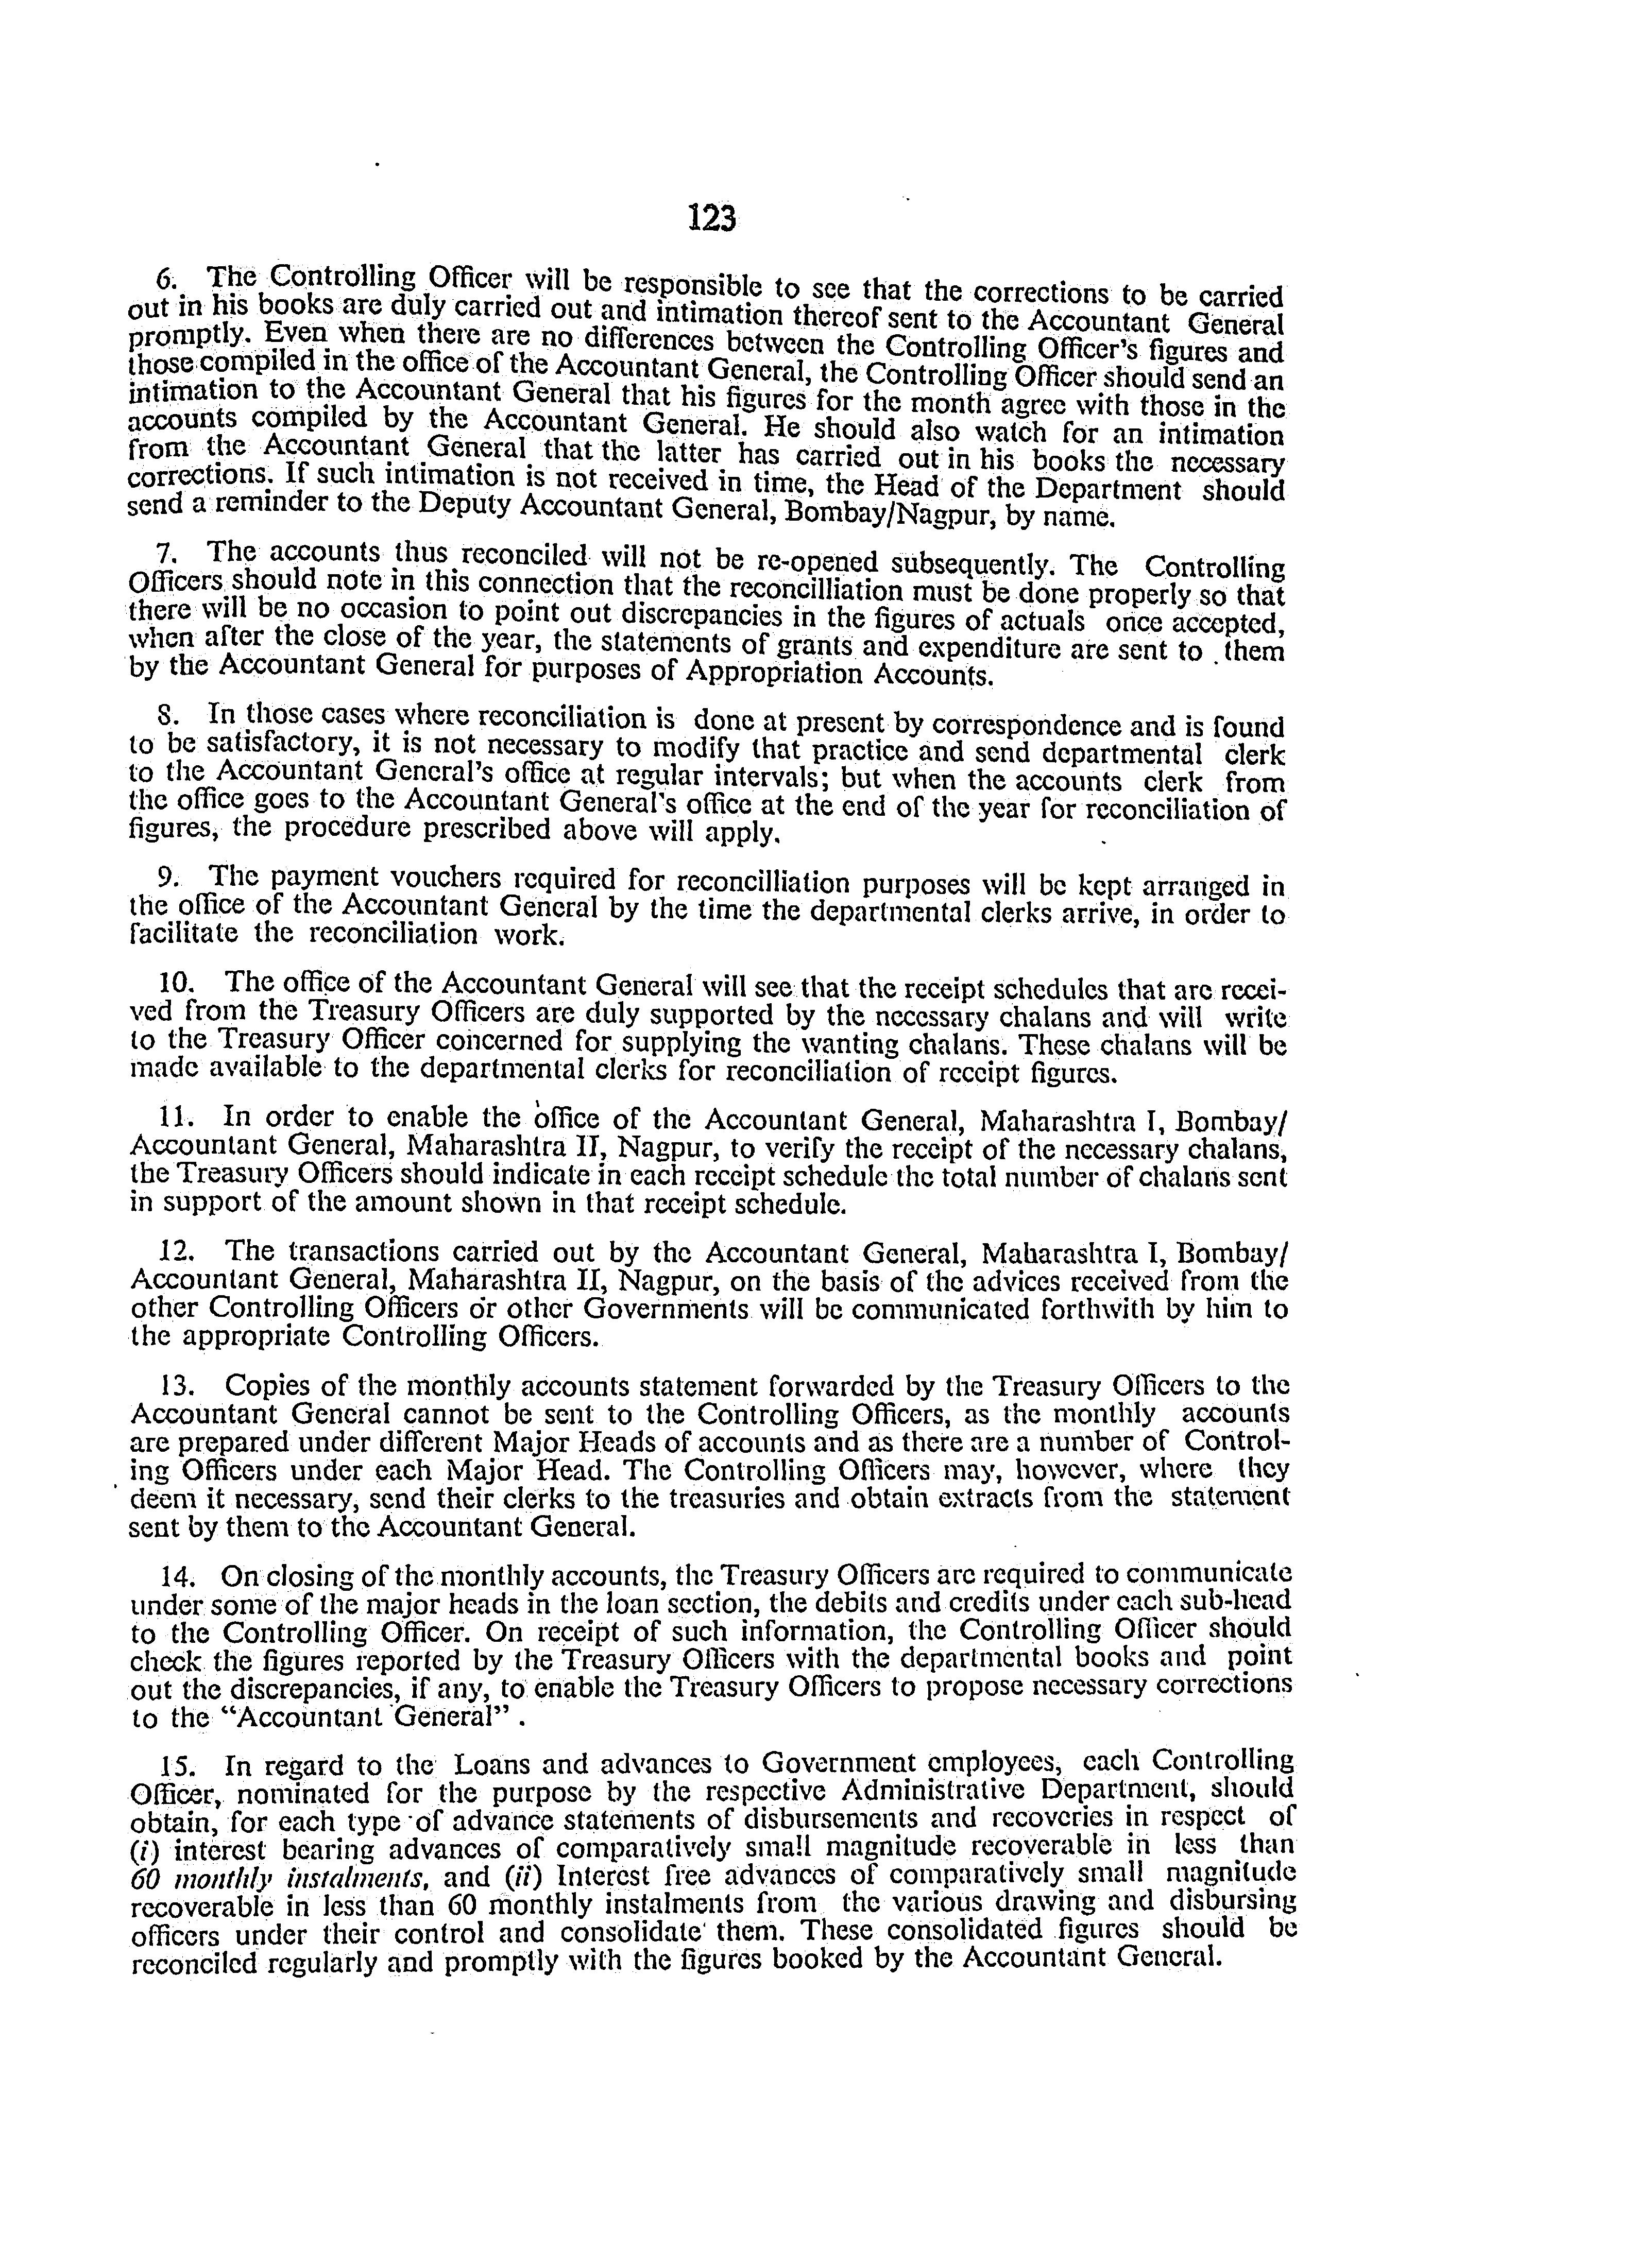 123
6. The Controlling Officer will be responsible to see that the corrections to be carried
out in his books are duly carried out and intimation thereof sent to the Accountant General
promptly. Even when there are no differences between the Controlling Officer's figures and
those compiled in the office of the Accountant General, the Controlling Officer should send an
intimation to the Accountant General that his figures for the month agree with those in the
accounts compiled by the Accountant General. He should also watch for an intimation
from the Accountant General that the latter has carried out in his books the necessary
corrections. If such intimation is not received in time, the Head of the Department should
send a reminder to the Deputy Accountant General, Bombay/Nagpur, by name.
7. The accounts thus reconciled will not be re-opened subsequently. The Controlling
Officers should note in this connection that the reconcilliation must be done properly so that
there will be no occasion to point out discrepancies in the figures of actuals once accepted,
when after the close of the year, the statements of grants and expenditure are sent to them
by the Accountant General for purposes of Appropriation Accounts.
8. In those cases where reconciliation is done at present by correspondence and is found
to be satisfactory, it is not necessary to modify that practice and send departmental clerk
to the Accountant General's office at regular intervals; but when the accounts clerk from
the office goes to the Accountant General's office at the end of the year for reconciliation of
figures, the procedure prescribed above will apply.
9. The payment vouchers required for reconcilliation purposes will be kept arranged in
the office of the Accountant General by the time the departmental clerks arrive, in order to
facilitate the reconciliation work.
10. The office of the Accountant General will see that the receipt schedules that are recei-
ved from the Treasury Officers are duly supported by the necessary chalans and will write
to the Treasury Officer concerned for supplying the wanting chalans. These chalans will be
made available to the departmental clerks for reconciliation of receipt figures.
11. In order to enable the office of the Accountant General, Maharashtra I, Bombay/
Accountant General, Maharashtra II, Nagpur, to verify the receipt of the necessary chalans,
the Treasury Officers should indicate in each receipt schedule the total number of chalans sent
in support of the amount shown in that receipt schedule.
12. The transactions carried out by the Accountant General, Maharashtra I, Bombay/
Accountant General, Maharashtra II, Nagpur, on the basis of the advices received from the
other Controlling Officers or other Governments will be communicated forthwith by him to
the appropriate Controlling Officers.
13. Copies of the monthly accounts statement forwarded by the Treasury Officers to the
Accountant General cannot be sent to the Controlling Officers, as the monthly accounts
are prepared under different Major Heads of accounts and as there are a number of Control-
ing Officers under each Major Head. The Controlling Officers may, however, where they
deem it necessary, send their clerks to the treasuries and obtain extracts from the statement
sent by them to the Accountant General.
14. On closing of the monthly accounts, the Treasury Officers are required to communicate
under some of the major heads in the loan section, the debits and credits under each sub-head
to the Controlling Officer. On receipt of such information, the Controlling Officer should
check the figures reported by the Treasury Officers with the departmental books and point
out the discrepancies, if any, to enable the Treasury Officers to propose necessary corrections
to the “Accountant General” .
15. In regard to the Loans and advances to Government employees, each Controlling
Officer, nominated for the purpose by the respective Administrative Department, should
obtain, for each type of advance statements of disbursements and recoveries in respect of
(i) interest bearing advances of comparatively small magnitude recoverable in less than
60 monthly instalments, and (ii) Interest free advances of comparatively small magnitude
recoverable in less than 60 monthly instalments from the various drawing and disbursing
officers under their control and consolidate them. These consolidated figures should be
reconciled regularly and promptly with the figures booked by the Accountant General.